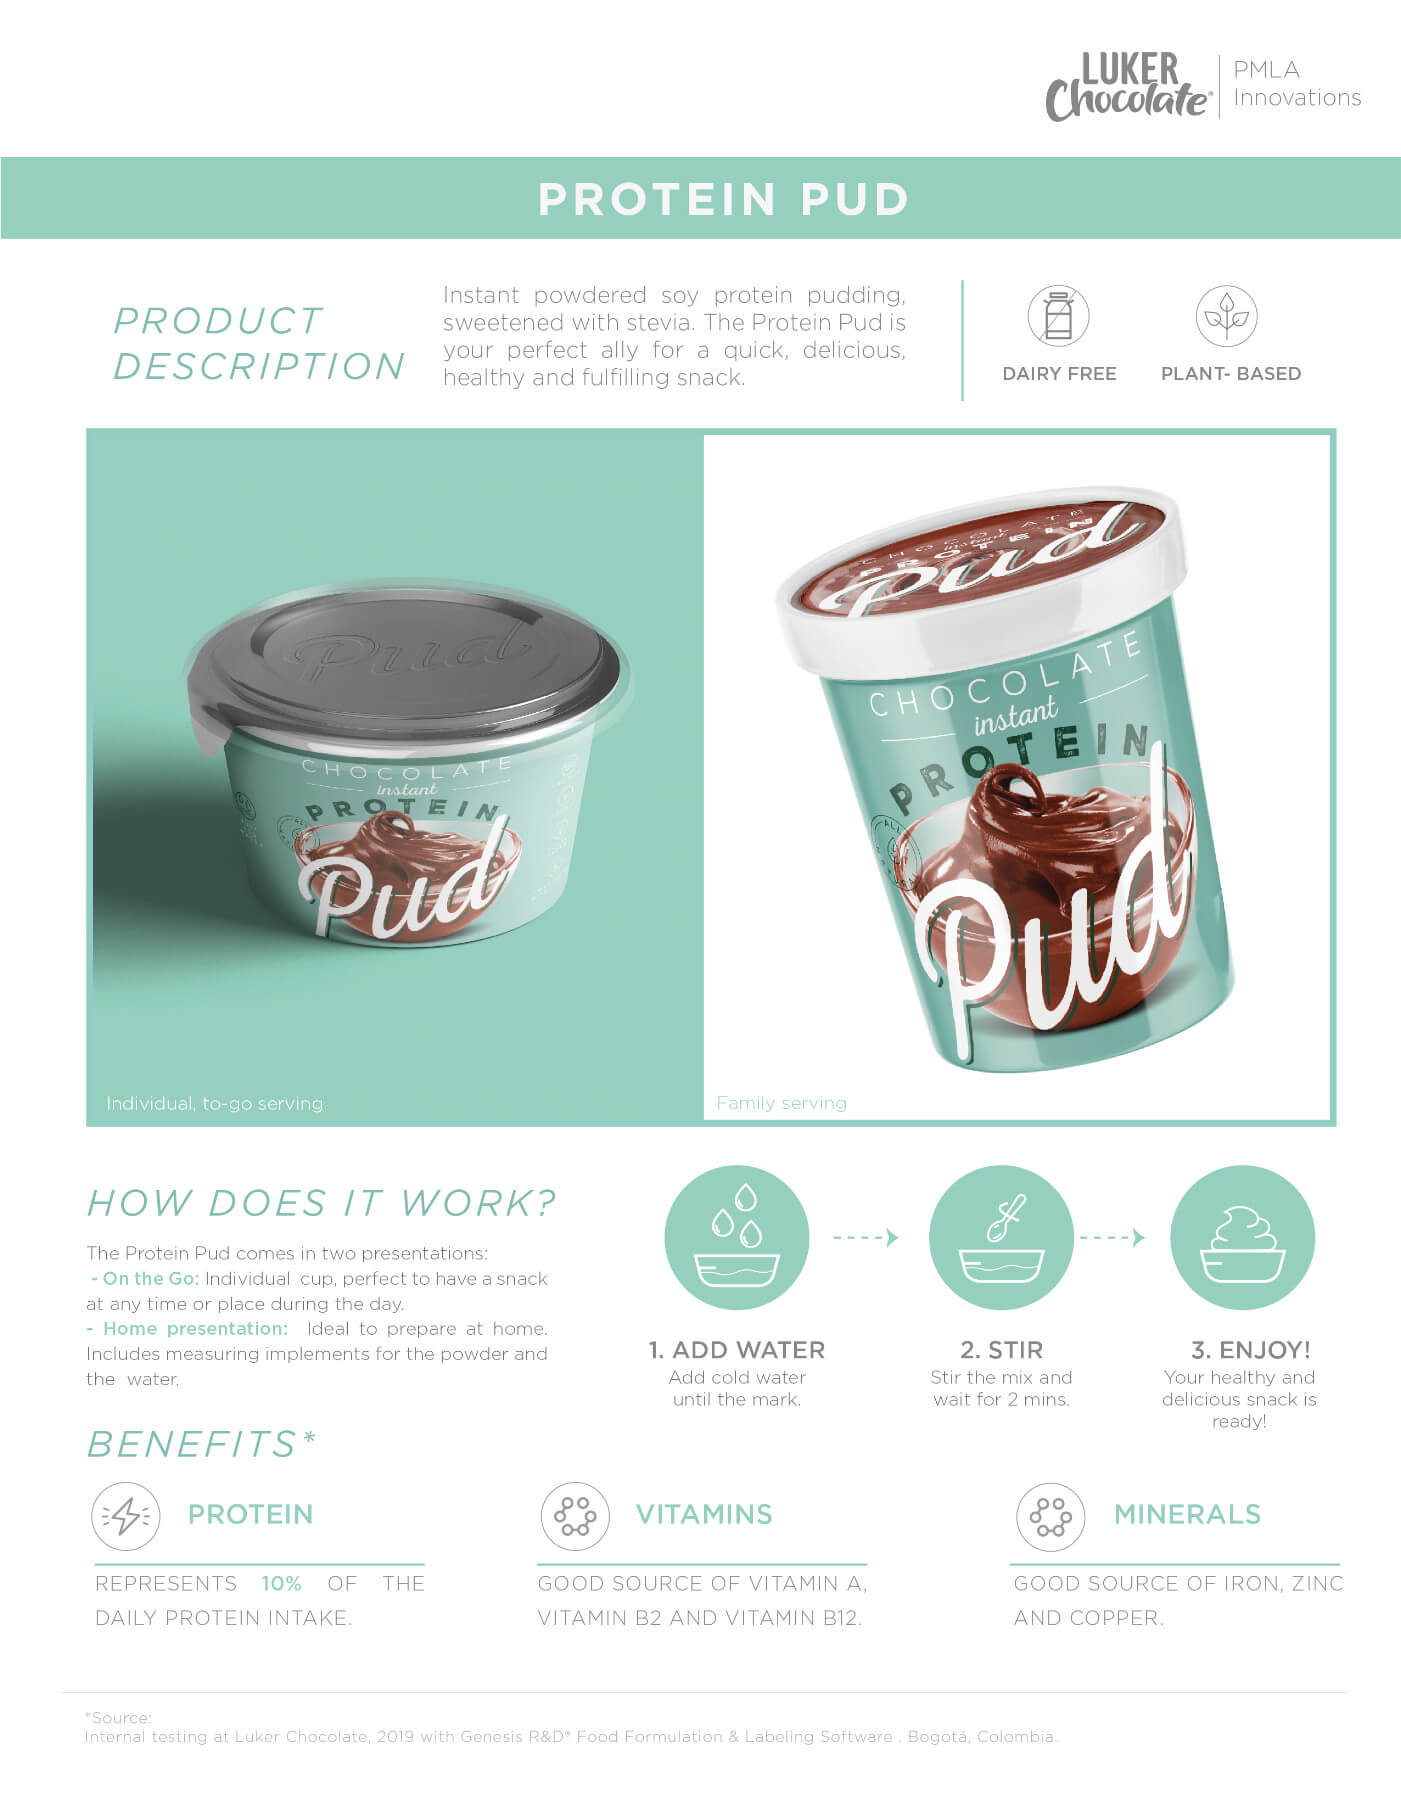 LUKER
Chocolate®
PMLA
Innovations
PROTEIN PUD
PRODUCT
DESCRIPTION
Instant powdered soy protein pudding,
sweetened with stevia. The Protein Pud is
your perfect ally for a quick, delicious,
healthy and fulfilling snack.
DAIRY FREE
PLANT- BASED
Pud
CHOCOLATE
instant
PROTEIN
Pud
Individual, to-go serving
CHOCOLATE
instant
PROTEIN
Pud
CHOCOLATE
instant
PROTEIN
ALL
Pud
Family serving
HOW DOES IT WORK?
The Protein Pud comes in two presentations:
- On the Go: Individual cup, perfect to have a snack
at any time or place during the day.
- Home presentation: Ideal to prepare at home.
Includes measuring implements for the powder and
the water.
1. ADD WATER
Add cold water
until the mark.
2. STIR
Stir the mix and
wait for 2 mins.
3. ENJOY!
Your healthy and
delicious snack is
ready!
BENEFITS*
PROTEIN
REPRESENTS 10% OF THE
DAILY PROTEIN INTAKE.
VITAMINS
GOOD SOURCE OF VITAMIN A,
VITAMIN B2 AND VITAMIN B12.
MINERALS
GOOD SOURCE OF IRON, ZINC
AND COPPER.
*Source:
Internal testing at Luker Chocolate, 2019 with Genesis R&D® Food Formulation & Labeling Software . Bogotá, Colombia.